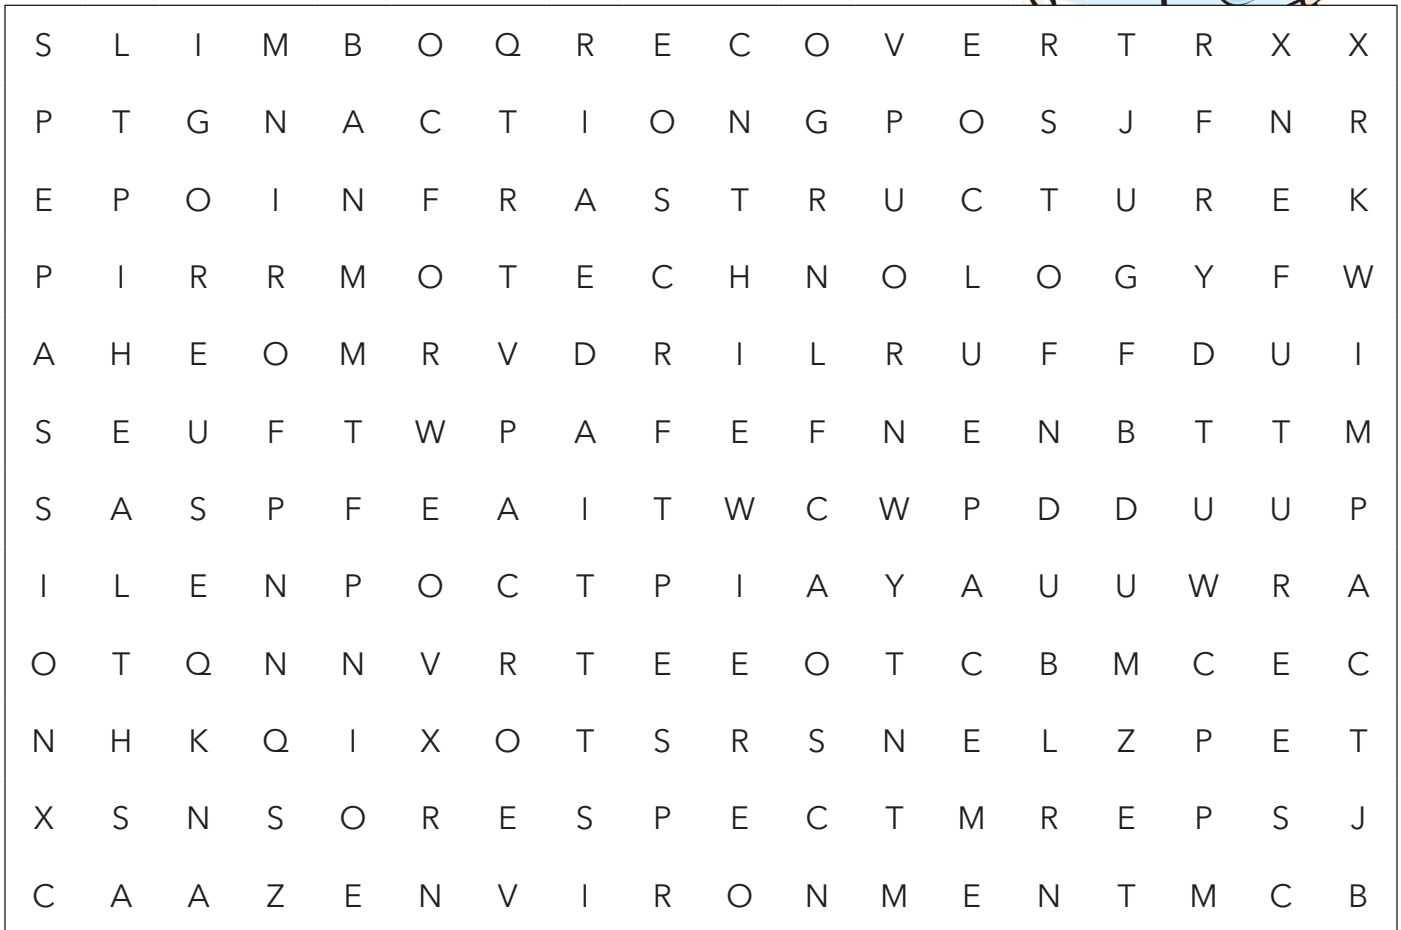 S L I M B O Q R E C O V E R T R X X
P T G N A C T I O N G P O S J F N R
E P O I N F R A S T R U C T U R E K
P I R R M O T E C H N O L O G Y F W
A H E O M R V D R I L R U F F D U I
S E U F T W P A F E F N E N B T T M
S A S P F E A I T W C W P D D U U P
I L E N P O C T P I A Y A U U W R A
O T Q N N V R T E E O T C B M C E C
N H K Q I X O T S R S N E L Z P E T
X S N S O R E S P E C T M R E P S J
C A A Z E N V I R O N M E N T M C B